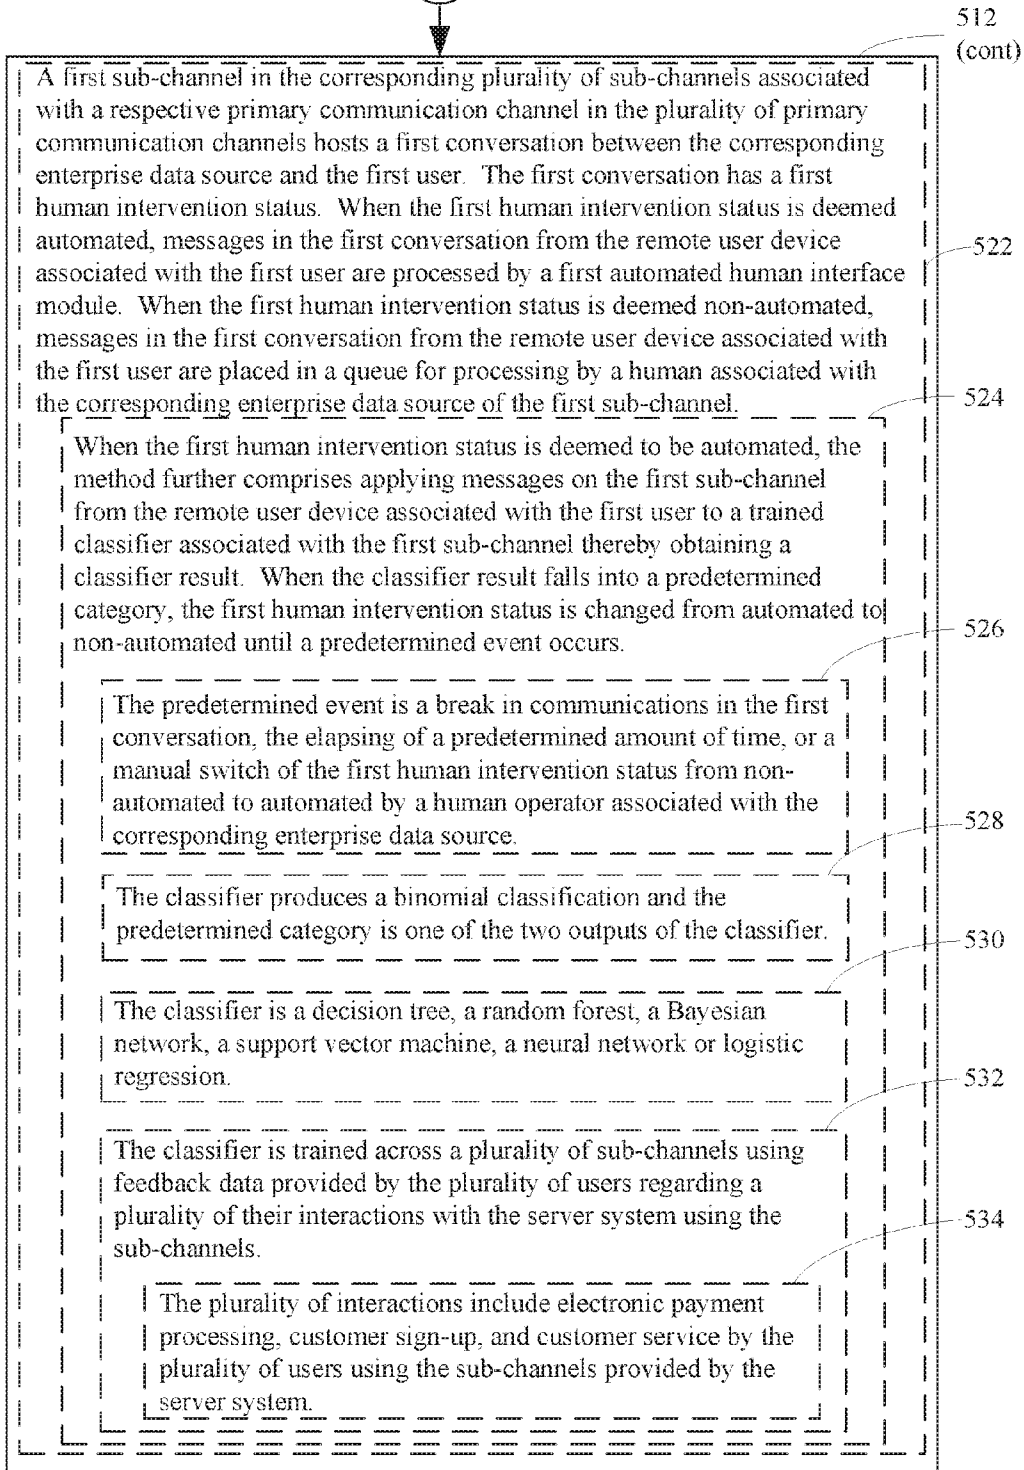 512
(cont)
A first sub-channel in the corresponding plurality of sub-channels associated
with a respective primary communication channel in the plurality of primary
communication channels hosts a first conversation between the corresponding
enterprise data source and the first user. The first conversation has a first
human intervention status. When the first human intervention status is deemed
automated, messages in the first conversation from the remote user device
associated with the first user are processed by a first automated human interface
module. When the first human intervention status is deemed non-automated,
messages in the first conversation from the remote user device associated with
the first user are placed in a queue for processing by a human associated with
the corresponding enterprise data source of the first sub-channel.
522
524
When the first human intervention status is deemed to be automated, the
method further comprises applying messages on the first sub-channel
from the remote user device associated with the first user to a trained
classifier associated with the first sub-channel thereby obtaining a
classifier result. When the classifier result falls into a predetermined
category, the first human intervention status is changed from automated to
non-automated until a predetermined event occurs.
526
The predetermined event is a break in communications in the first
conversation, the elapsing of a predetermined amount of time, or a
manual switch of the first human intervention status from non-
automated to automated by a human operator associated with the
corresponding enterprise data source.
528
The classifier produces a binomial classification and the
predetermined category is one of the two outputs of the classifier.
530
The classifier is a decision tree, a random forest, a Bayesian
network, a support vector machine, a neural network or logistic
regression.
532
The classifier is trained across a plurality of sub-channels using
feedback data provided by the plurality of users regarding a
plurality of their interactions with the server system using the
sub-channels.
534
The plurality of interactions include electronic payment
processing, customer sign-up, and customer service by the
plurality of users using the sub-channels provided by the
server system.